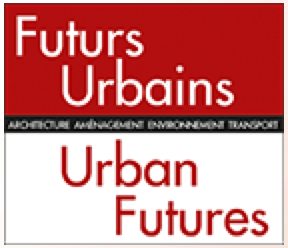 Futurs
Urbains
ARCHITECTURE AMÉNAGEMENT ENVIRONNEMENT TRANSPORT
Urban
Futures